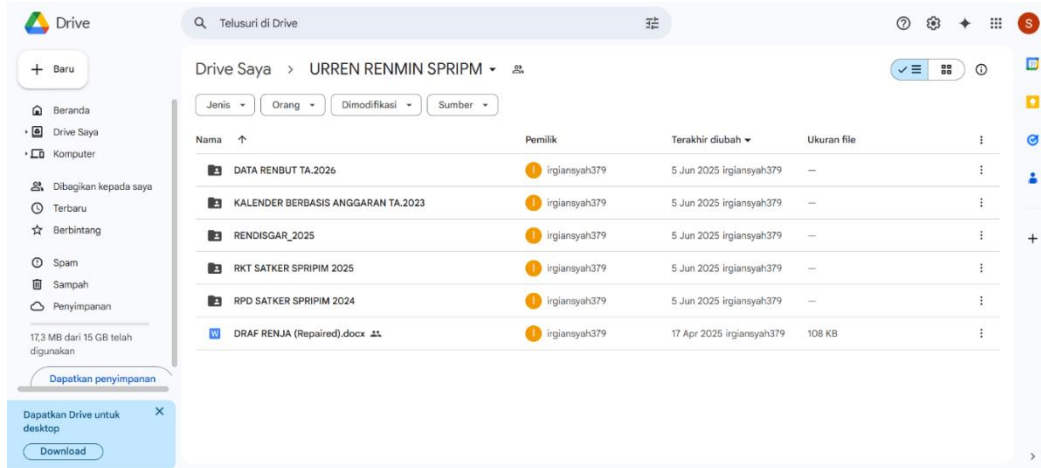 Drive
Telusuri di Drive
S
Baru
Drive Saya > URREN RENMIN SPRIPM
Jenis Orang Dimodifikasi Sumber
Beranda
Drive Saya
Komputer
Dibagikan kepada saya
Terbaru
Berbintang
Spam
Sampah
Penyimpanan
17,3 MB dari 15 GB telah
digunakan
Dapatkan penyimpanan
Dapatkan Drive untuk
desktop
Download
Nama Pemilik Terakhir diubah Ukuran file
DATA RENBUT TA.2026 I irgiansyah379 5 Jun 2025 irgiansyah379 —
KALENDER BERBASIS ANGGARAN TA.2023 I irgiansyah379 5 Jun 2025 irgiansyah379 —
RENDISGAR_2025 I irgiansyah379 5 Jun 2025 irgiansyah379 —
RKT SATKER SPRIPIM 2025 I irgiansyah379 5 Jun 2025 irgiansyah379 —
RPD SATKER SPRIPIM 2024 I irgiansyah379 5 Jun 2025 irgiansyah379 —
W DRAF RENJA (Repaired).docx I irgiansyah379 17 Apr 2025 irgiansyah379 108 KB